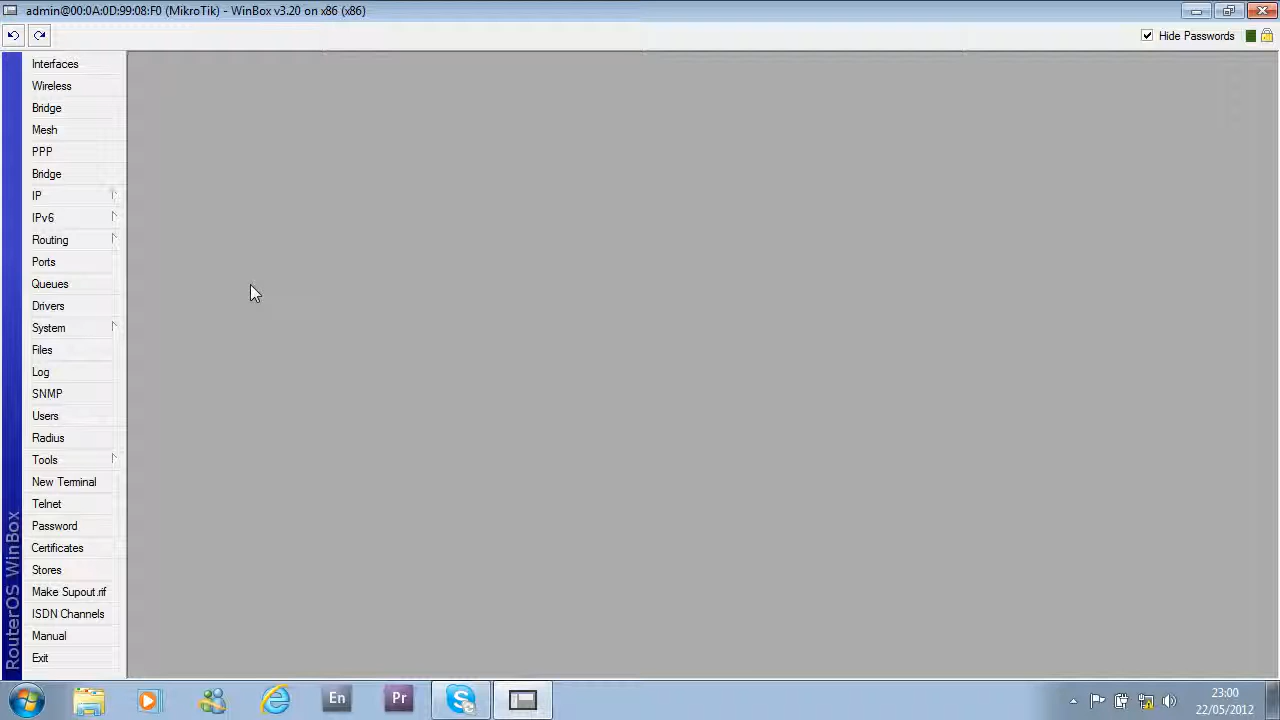 admin@00:0A:0D:99:08:F0 (MikroTik) - WinBox v3.20 on x86 (x86)
Hide Passwords
Interfaces
Wireless
Bridge
Mesh
PPP
Bridge
IP
IPv6
Routing
Ports
Queues
Drivers
System
Files
Log
SNMP
Users
Radius
Tools
New Terminal
Telnet
Password
Certificates
Stores
Make Supout.rif
ISDN Channels
Manual
Exit
RouterOS WinBox
En
Pr
23:00
22/05/2012